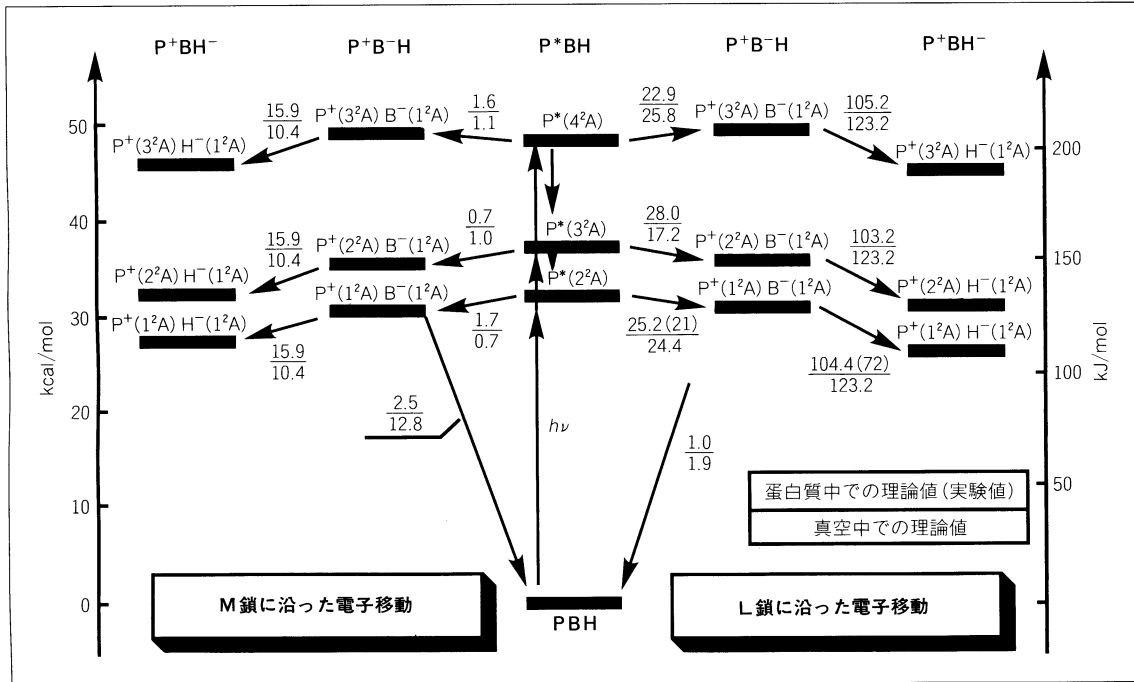 P⁺BH⁻ P⁺B⁻H P*BH P⁺B⁻H P⁺BH⁻
kcal/mol
50
40
30
20
10
0
kJ/mol
200
150
100
50
15.9
10.4
P⁺(3²A) B⁻(1²A)
1.6
1.1
P*(4²A)
22.9
25.8
P⁺(3²A) B⁻(1²A)
105.2
123.2
P⁺(3²A) H⁻(1²A)
P⁺(3²A) H⁻(1²A)
15.9
10.4
P⁺(2²A) B⁻(1²A)
0.7
1.0
P*(3²A)
28.0
17.2
P⁺(2²A) B⁻(1²A)
103.2
123.2
P⁺(2²A) H⁻(1²A)
P⁺(1²A) B⁻(1²A)
P*(2²A)
P⁺(1²A) B⁻(1²A)
P⁺(2²A) H⁻(1²A)
P⁺(1²A) H⁻(1²A)
15.9
10.4
1.7
0.7
25.2(21)
24.4
P⁺(1²A) H⁻(1²A)
104.4(72)
123.2
2.5
12.8
hν
1.0
1.9
蛋白質中での理論値(実験値)
真空中での理論値
M鎖に沿った電子移動
PBH
L鎖に沿った電子移動